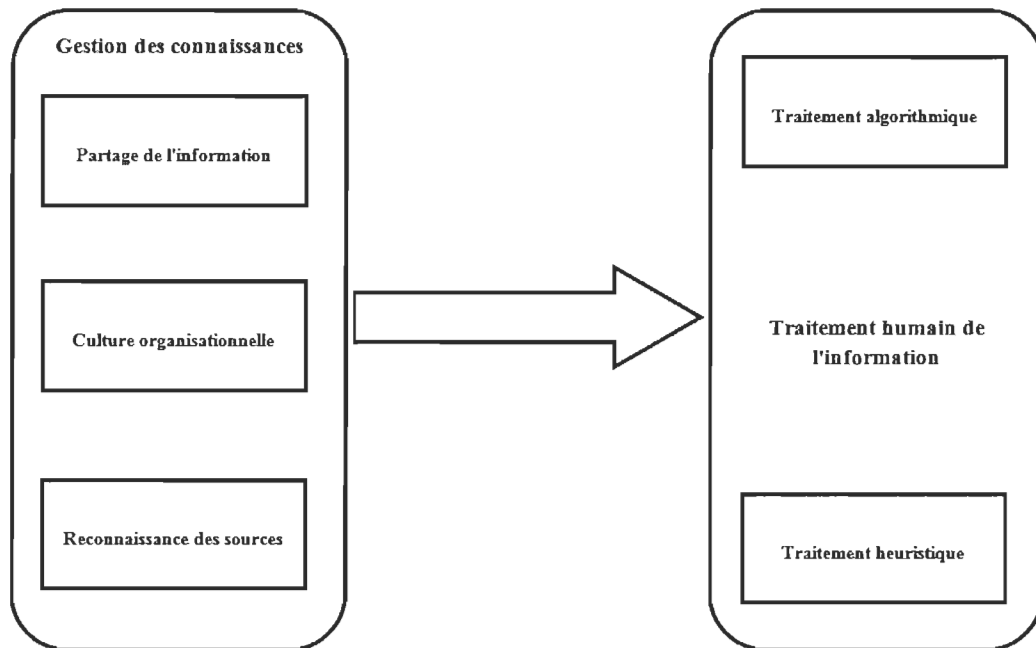 Gestion des connaissances
Partage de l'information
Culture organisationnelle
Reconnaissance des sources
Traitement algorithmique
Traitement humain de
l'information
Traitement heuristique